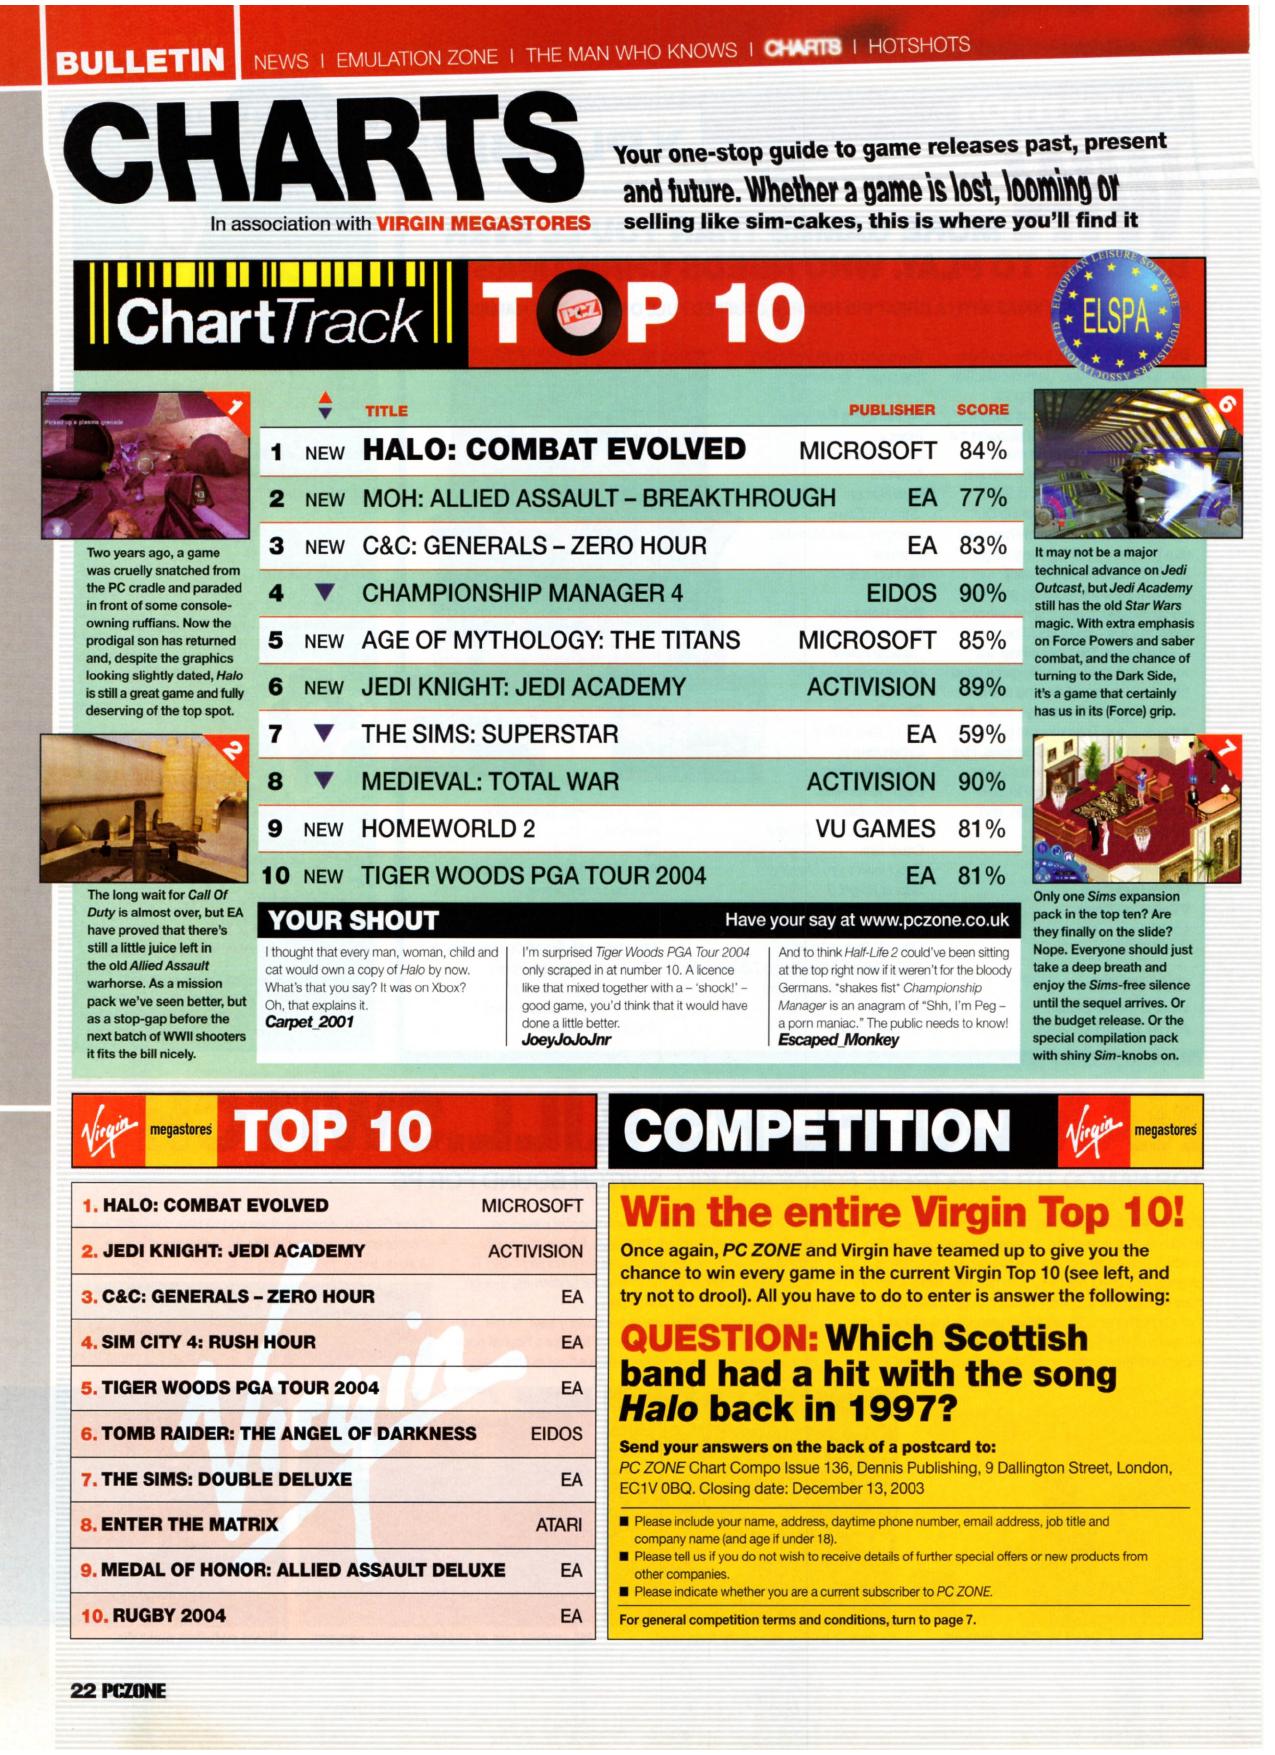 BULLETIN
NEWS | EMULATION ZONE | THE MAN WHO KNOWS | CHARTS | HOTSHOTS
CHARTS
In association with VIRGIN MEGASTORES
Your one-stop guide to game releases past, present
and future. Whether a game is lost, looming or
selling like sim-cakes, this is where you'll find it
ChartTrack TOP 10
PCZ
EUROPEAN LEISURE SOFTWARE PUBLISHERS ASSOCIATION LTD
ELSPA
TITLE PUBLISHER SCORE
1 NEW HALO: COMBAT EVOLVED MICROSOFT 84%
2 NEW MOH: ALLIED ASSAULT – BREAKTHROUGH EA 77%
3 NEW C&C: GENERALS – ZERO HOUR EA 83%
4 ▼ CHAMPIONSHIP MANAGER 4 EIDOS 90%
5 NEW AGE OF MYTHOLOGY: THE TITANS MICROSOFT 85%
6 NEW JEDI KNIGHT: JEDI ACADEMY ACTIVISION 89%
7 ▼ THE SIMS: SUPERSTAR EA 59%
8 ▼ MEDIEVAL: TOTAL WAR ACTIVISION 90%
9 NEW HOMEWORLD 2 VU GAMES 81%
10 NEW TIGER WOODS PGA TOUR 2004 EA 81%
1
Picked up a plasma grenade
Two years ago, a game
was cruelly snatched from
the PC cradle and paraded
in front of some console-
owning ruffians. Now the
prodigal son has returned
and, despite the graphics
looking slightly dated, Halo
is still a great game and fully
deserving of the top spot.
2
The long wait for Call Of
Duty is almost over, but EA
have proved that there's
still a little juice left in
the old Allied Assault
warhorse. As a mission
pack we've seen better, but
as a stop-gap before the
next batch of WWII shooters
it fits the bill nicely.
6
It may not be a major
technical advance on Jedi
Outcast, but Jedi Academy
still has the old Star Wars
magic. With extra emphasis
on Force Powers and saber
combat, and the chance of
turning to the Dark Side,
it's a game that certainly
has us in its (Force) grip.
7
Only one Sims expansion
pack in the top ten? Are
they finally on the slide?
Nope. Everyone should just
take a deep breath and
enjoy the Sims-free silence
until the sequel arrives. Or
the budget release. Or the
special compilation pack
with shiny Sim-knobs on.
YOUR SHOUT Have your say at www.pczone.co.uk
I thought that every man, woman, child and
cat would own a copy of Halo by now.
What's that you say? It was on Xbox?
Oh, that explains it.
Carpet_2001
I'm surprised Tiger Woods PGA Tour 2004
only scraped in at number 10. A licence
like that mixed together with a – 'shock!' –
good game, you'd think that it would have
done a little better.
JoeyJoJoJnr
And to think Half-Life 2 could've been sitting
at the top right now if it weren't for the bloody
Germans. *shakes fist* Championship
Manager is an anagram of "Shh, I'm Peg –
a porn maniac." The public needs to know!
Escaped_Monkey
Virgin megastores TOP 10
1. HALO: COMBAT EVOLVED MICROSOFT
2. JEDI KNIGHT: JEDI ACADEMY ACTIVISION
3. C&C: GENERALS – ZERO HOUR EA
4. SIM CITY 4: RUSH HOUR EA
5. TIGER WOODS PGA TOUR 2004 EA
6. TOMB RAIDER: THE ANGEL OF DARKNESS EIDOS
7. THE SIMS: DOUBLE DELUXE EA
8. ENTER THE MATRIX ATARI
9. MEDAL OF HONOR: ALLIED ASSAULT DELUXE EA
10. RUGBY 2004 EA
Virgin
COMPETITION Virgin megastores
Win the entire Virgin Top 10!
Once again, PC ZONE and Virgin have teamed up to give you the
chance to win every game in the current Virgin Top 10 (see left, and
try not to drool). All you have to do to enter is answer the following:
QUESTION: Which Scottish
band had a hit with the song
Halo back in 1997?
Send your answers on the back of a postcard to:
PC ZONE Chart Compo Issue 136, Dennis Publishing, 9 Dallington Street, London,
EC1V 0BQ. Closing date: December 13, 2003
■ Please include your name, address, daytime phone number, email address, job title and
company name (and age if under 18).
■ Please tell us if you do not wish to receive details of further special offers or new products from
other companies.
■ Please indicate whether you are a current subscriber to PC ZONE.
For general competition terms and conditions, turn to page 7.
22 PCZONE